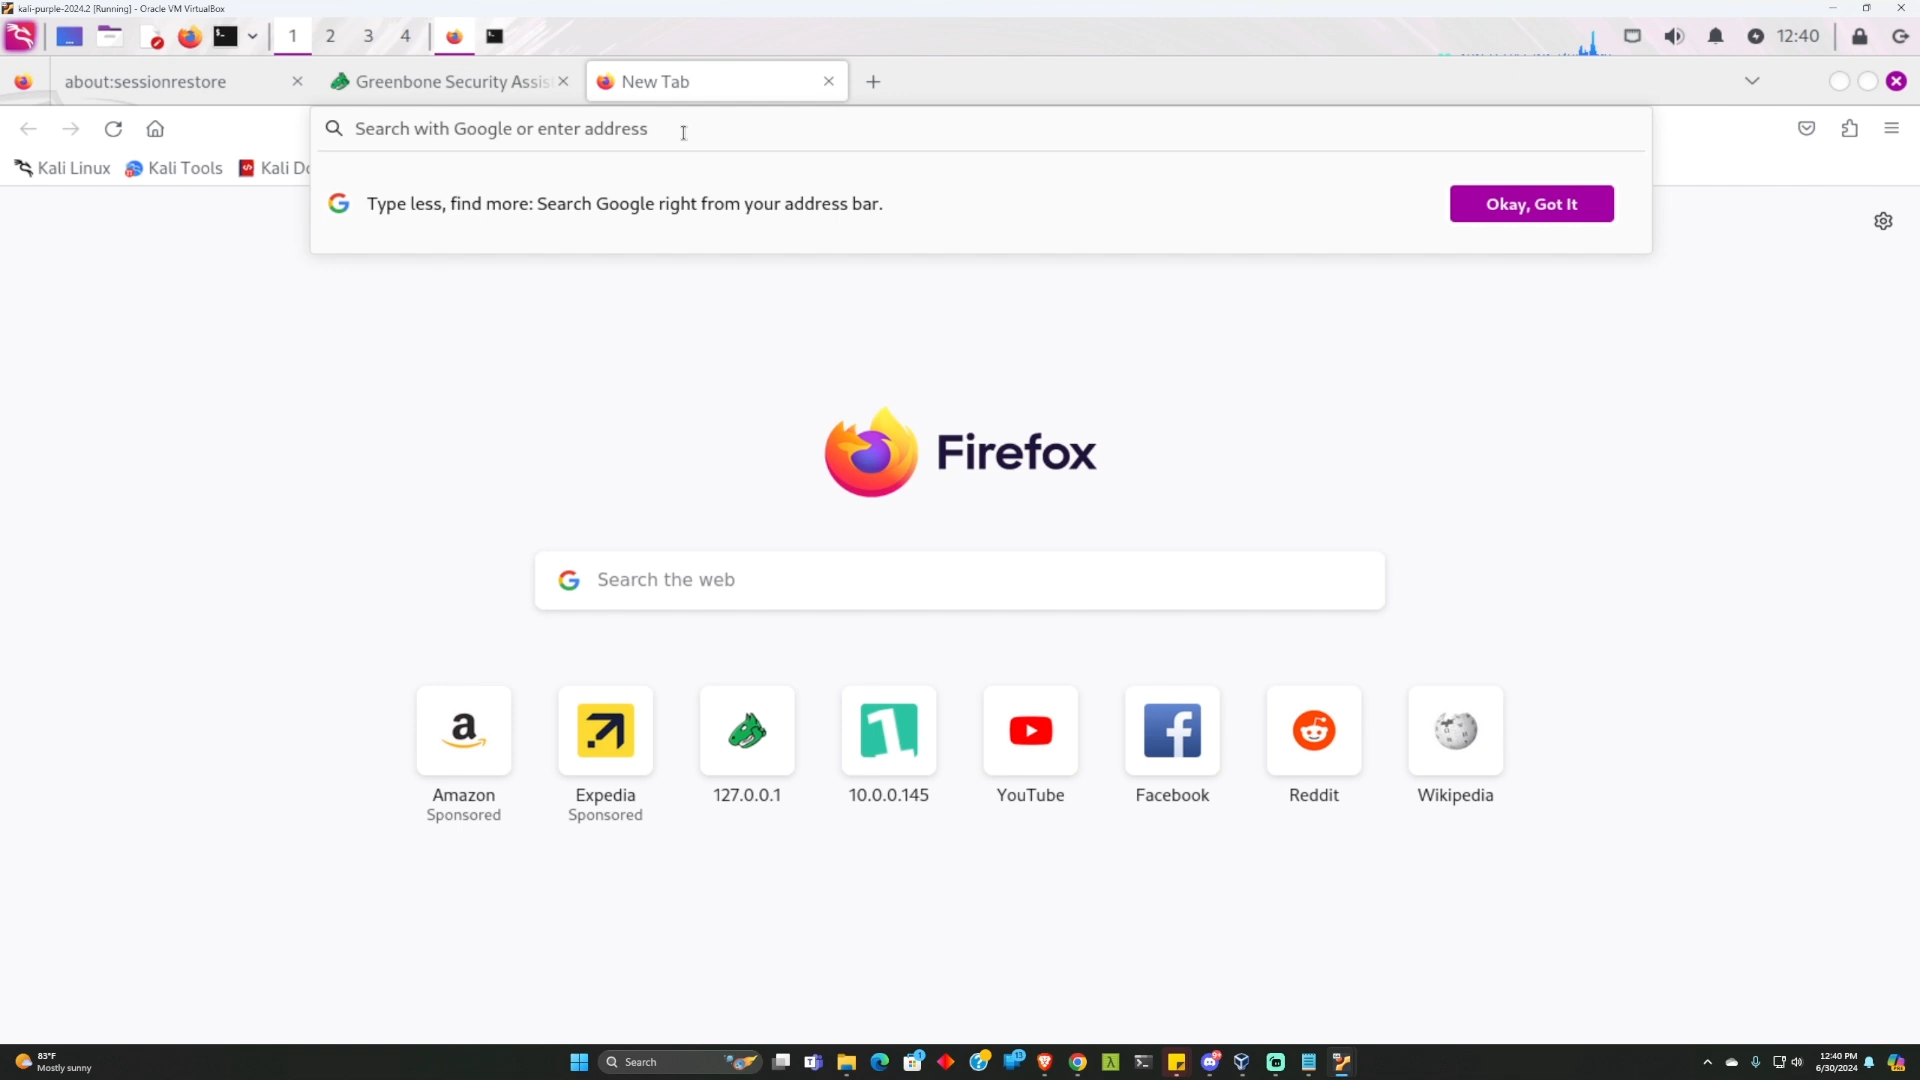 kali-purple-2024.2 [Running] - Oracle VM VirtualBox
1 2 3 4
12:40
about:sessionrestore
Greenbone Security Assis
New Tab
Search with Google or enter address
Kali Linux
Kali Tools
Kali Do
Type less, find more: Search Google right from your address bar.
Okay, Got It
Firefox
Search the web
Amazon
Sponsored
Expedia
Sponsored
127.0.0.1
10.0.0.145
YouTube
Facebook
Reddit
Wikipedia
83°F
Mostly sunny
Search
12:40 PM
6/30/2024